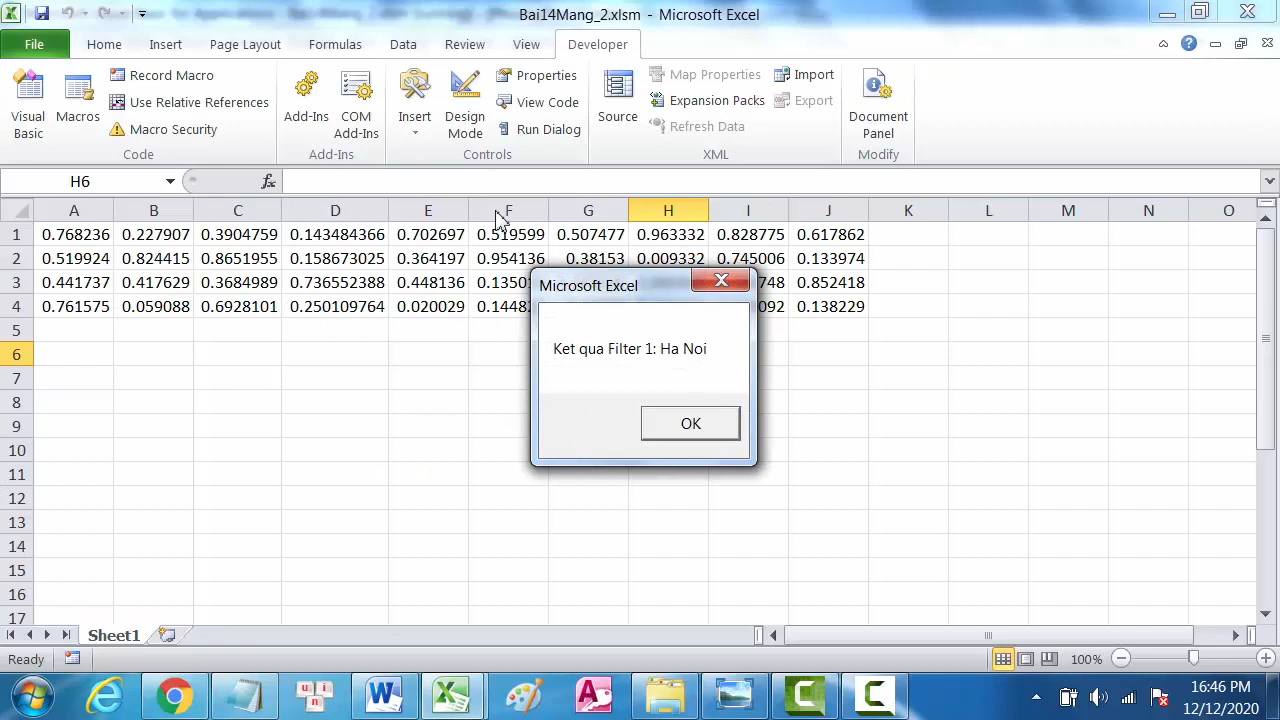 Bai14Mang_2.xlsm - Microsoft Excel
File Home Insert Page Layout Formulas Data Review View Developer
Visual Basic
Macros
Record Macro
Use Relative References
Macro Security
Code
Add-Ins
COM Add-Ins
Add-Ins
Insert
Design Mode
Properties
View Code
Run Dialog
Controls
Source
Map Properties
Expansion Packs
Refresh Data
Import
Export
XML
Document Panel
Modify
H6 fx
A B C D E F G H I J K L M N O
1 0.768236 0.227907 0.3904759 0.143484366 0.702697 0.519599 0.507477 0.963332 0.828775 0.617862
2 0.519924 0.824415 0.8651955 0.158673025 0.364197 0.954136 0.38153 0.009332 0.745006 0.133974
3 0.441737 0.417629 0.3684989 0.736552388 0.448136 0.852418
4 0.761575 0.059088 0.6928101 0.250109764 0.020029 0.138229
5
6
7
8
9
10
11
12
13
14
15
16
17
Microsoft Excel
Ket qua Filter 1: Ha Noi
OK
Sheet1
Ready 100%
16:46 PM
12/12/2020